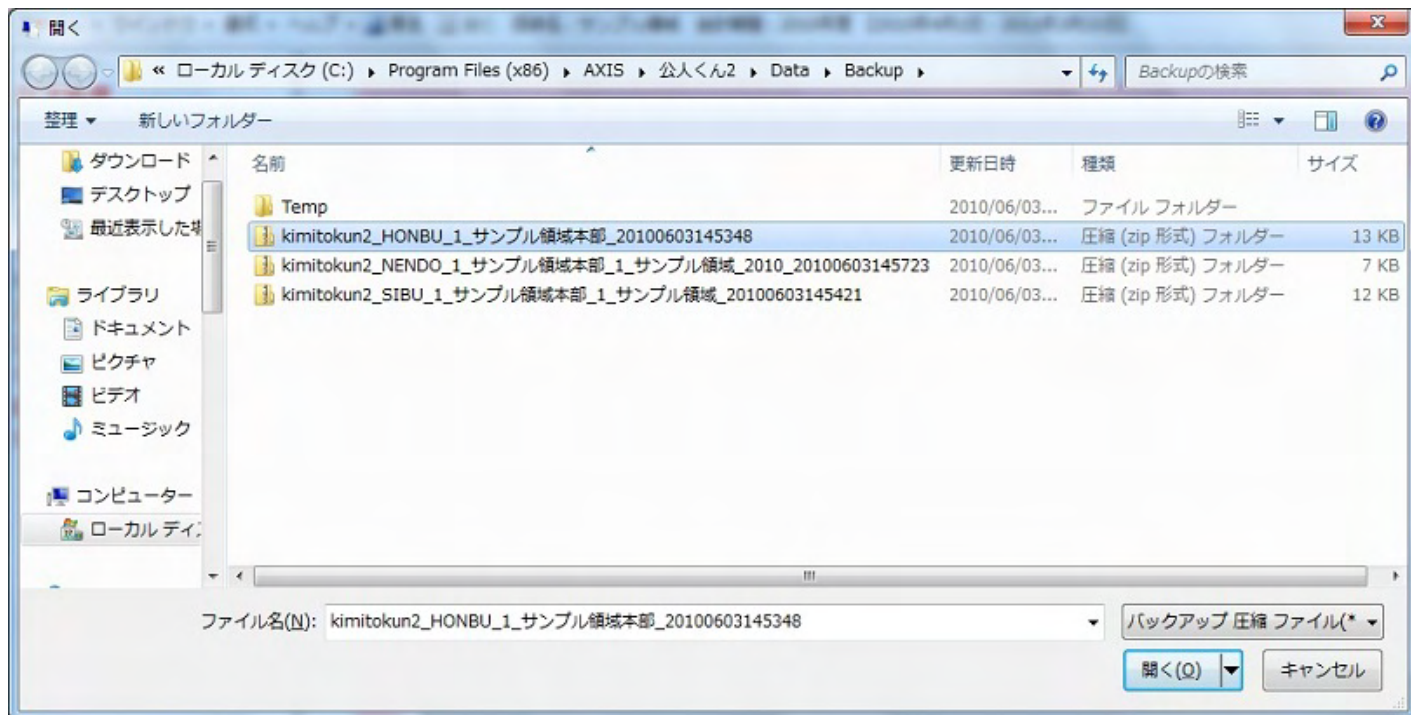 開く
« ローカル ディスク (C:) ▸ Program Files (x86) ▸ AXIS ▸ 公人くん2 ▸ Data ▸ Backup ▸
Backupの検索
整理 ▼ 新しいフォルダー
ダウンロード
デスクトップ
最近表示した場
ライブラリ
ドキュメント
ピクチャ
ビデオ
ミュージック
コンピューター
ローカル ディ
名前 更新日時 種類 サイズ
Temp 2010/06/03... ファイル フォルダー
kimitokun2_HONBU_1_サンプル領域本部_20100603145348 2010/06/03... 圧縮 (zip 形式) フォルダー 13 KB
kimitokun2_NENDO_1_サンプル領域本部_1_サンプル領域_2010_20100603145723 2010/06/03... 圧縮 (zip 形式) フォルダー 7 KB
kimitokun2_SIBU_1_サンプル領域本部_1_サンプル領域_20100603145421 2010/06/03... 圧縮 (zip 形式) フォルダー 12 KB
ファイル名(N): kimitokun2_HONBU_1_サンプル領域本部_20100603145348
バックアップ 圧縮 ファイル(*
開く(O) キャンセル